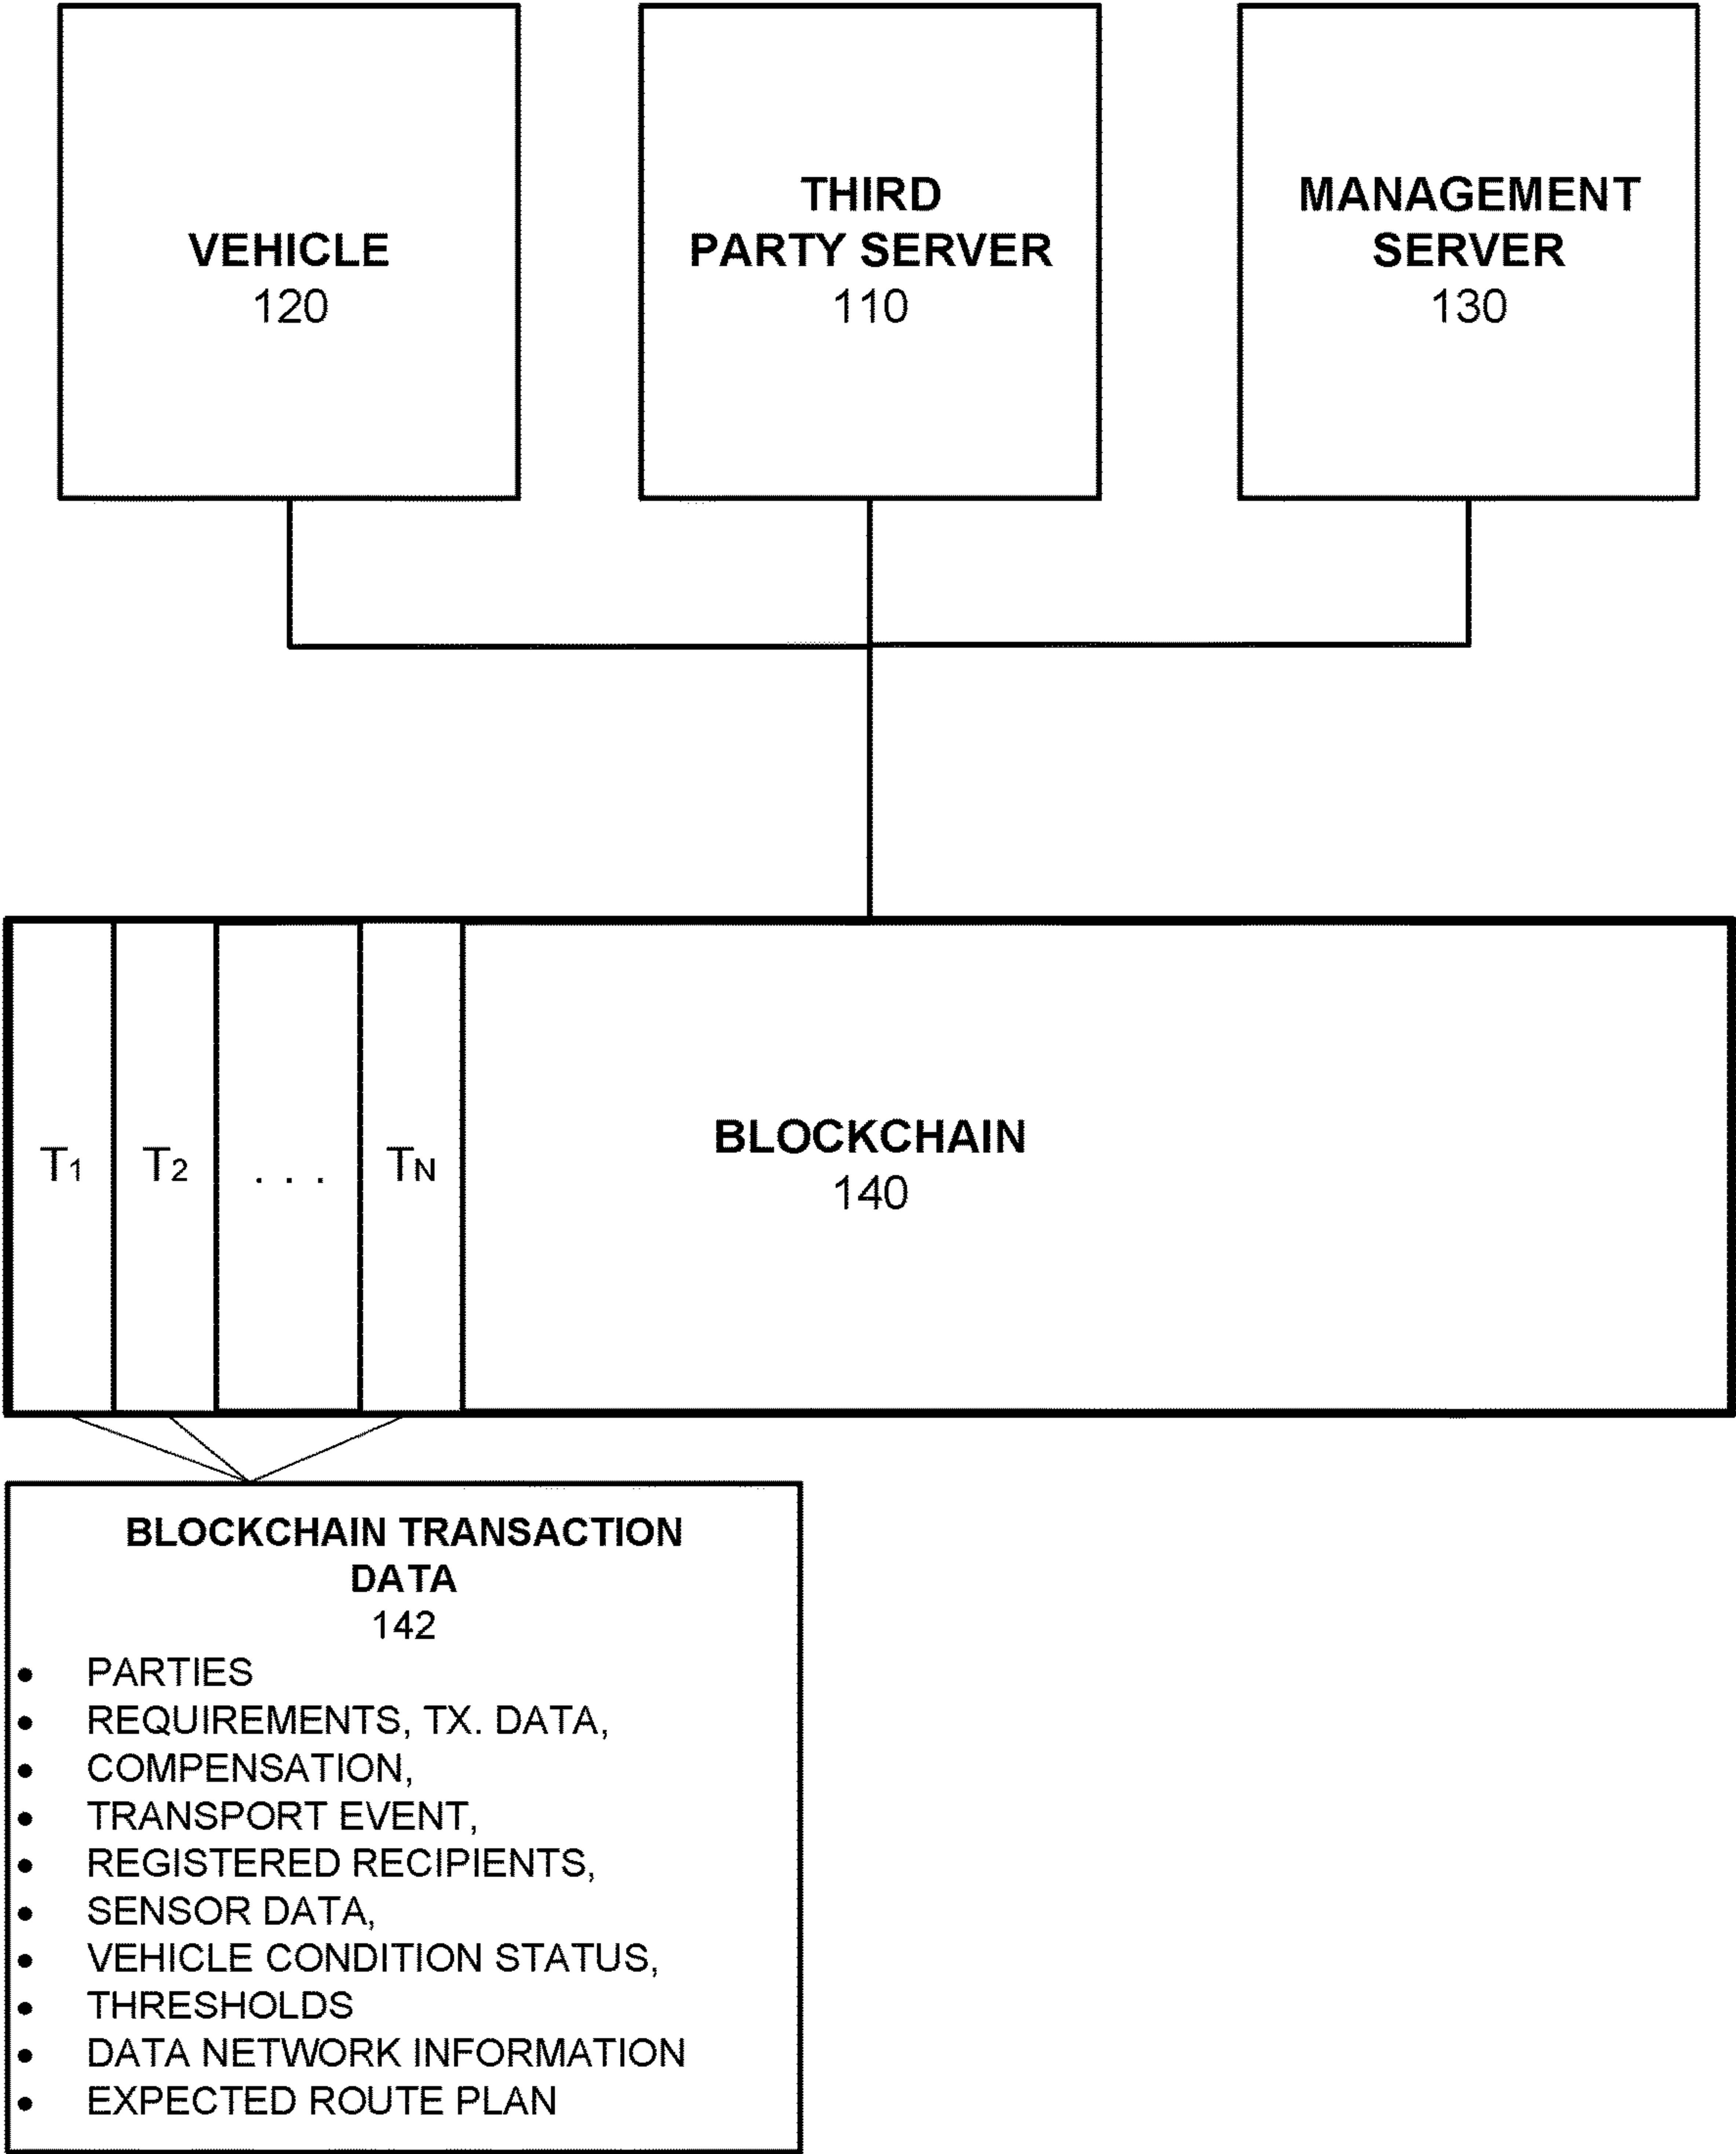 VEHICLE
120
THIRD
PARTY SERVER
110
MANAGEMENT
SERVER
130
T1
T2
. . .
TN
BLOCKCHAIN
140
BLOCKCHAIN TRANSACTION
DATA
142
• PARTIES
• REQUIREMENTS, TX. DATA,
• COMPENSATION,
• TRANSPORT EVENT,
• REGISTERED RECIPIENTS,
• SENSOR DATA,
• VEHICLE CONDITION STATUS,
• THRESHOLDS
• DATA NETWORK INFORMATION
• EXPECTED ROUTE PLAN